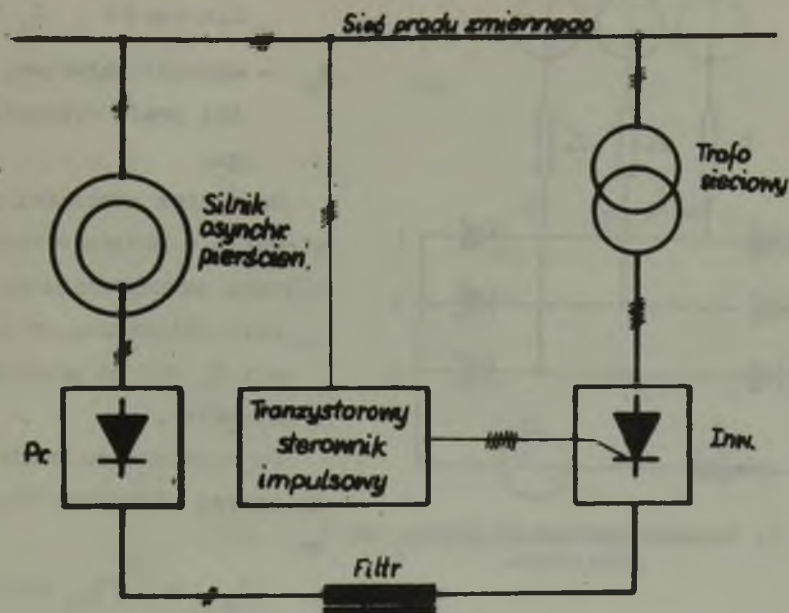 Sieć prądu zmiennego
Trafo
sieciowy
Silnik
asynchr.
pierścień.
Tranzystorowy
sterownik
impulsowy
Pr
Inw.
Filtr